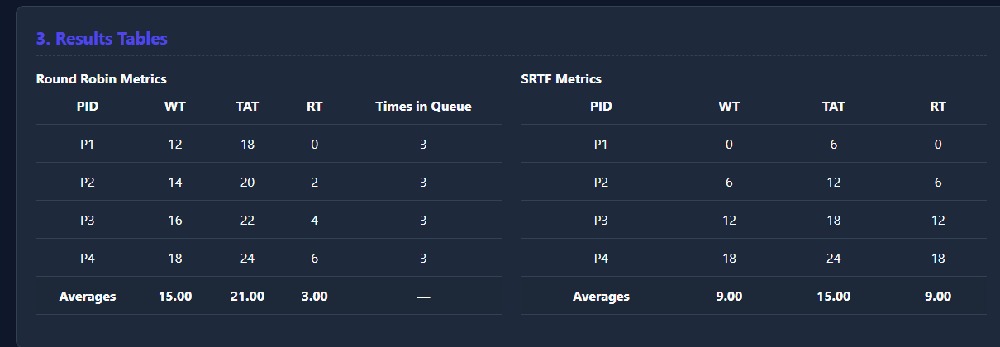 3. Results Tables
Round Robin Metrics
PID WT TAT RT Times in Queue
P1 12 18 0 3
P2 14 20 2 3
P3 16 22 4 3
P4 18 24 6 3
Averages 15.00 21.00 3.00 —
SRTF Metrics
PID WT TAT RT
P1 0 6 0
P2 6 12 6
P3 12 18 12
P4 18 24 18
Averages 9.00 15.00 9.00